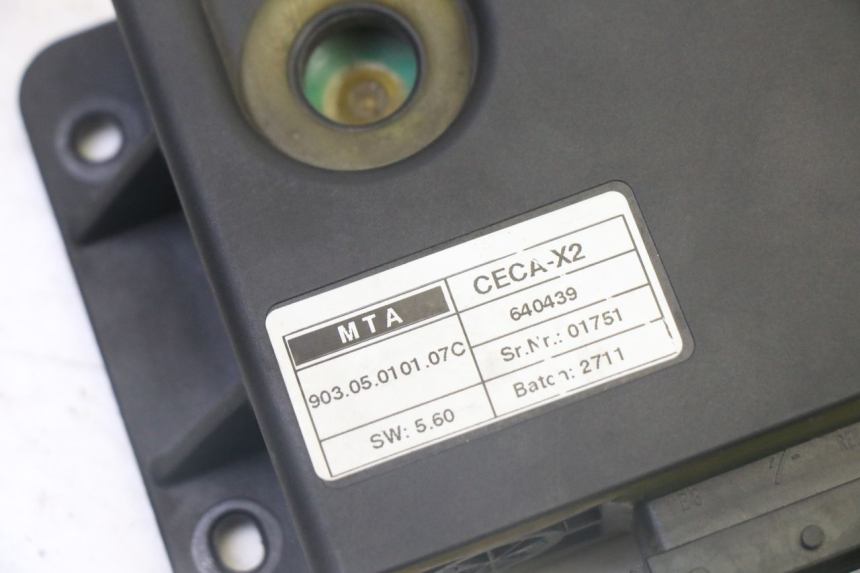 MTA
CECA-X2
903.05.0101.07C
640439
Sr.Nr.: 01751
SW: 5.60
Batch: 2711